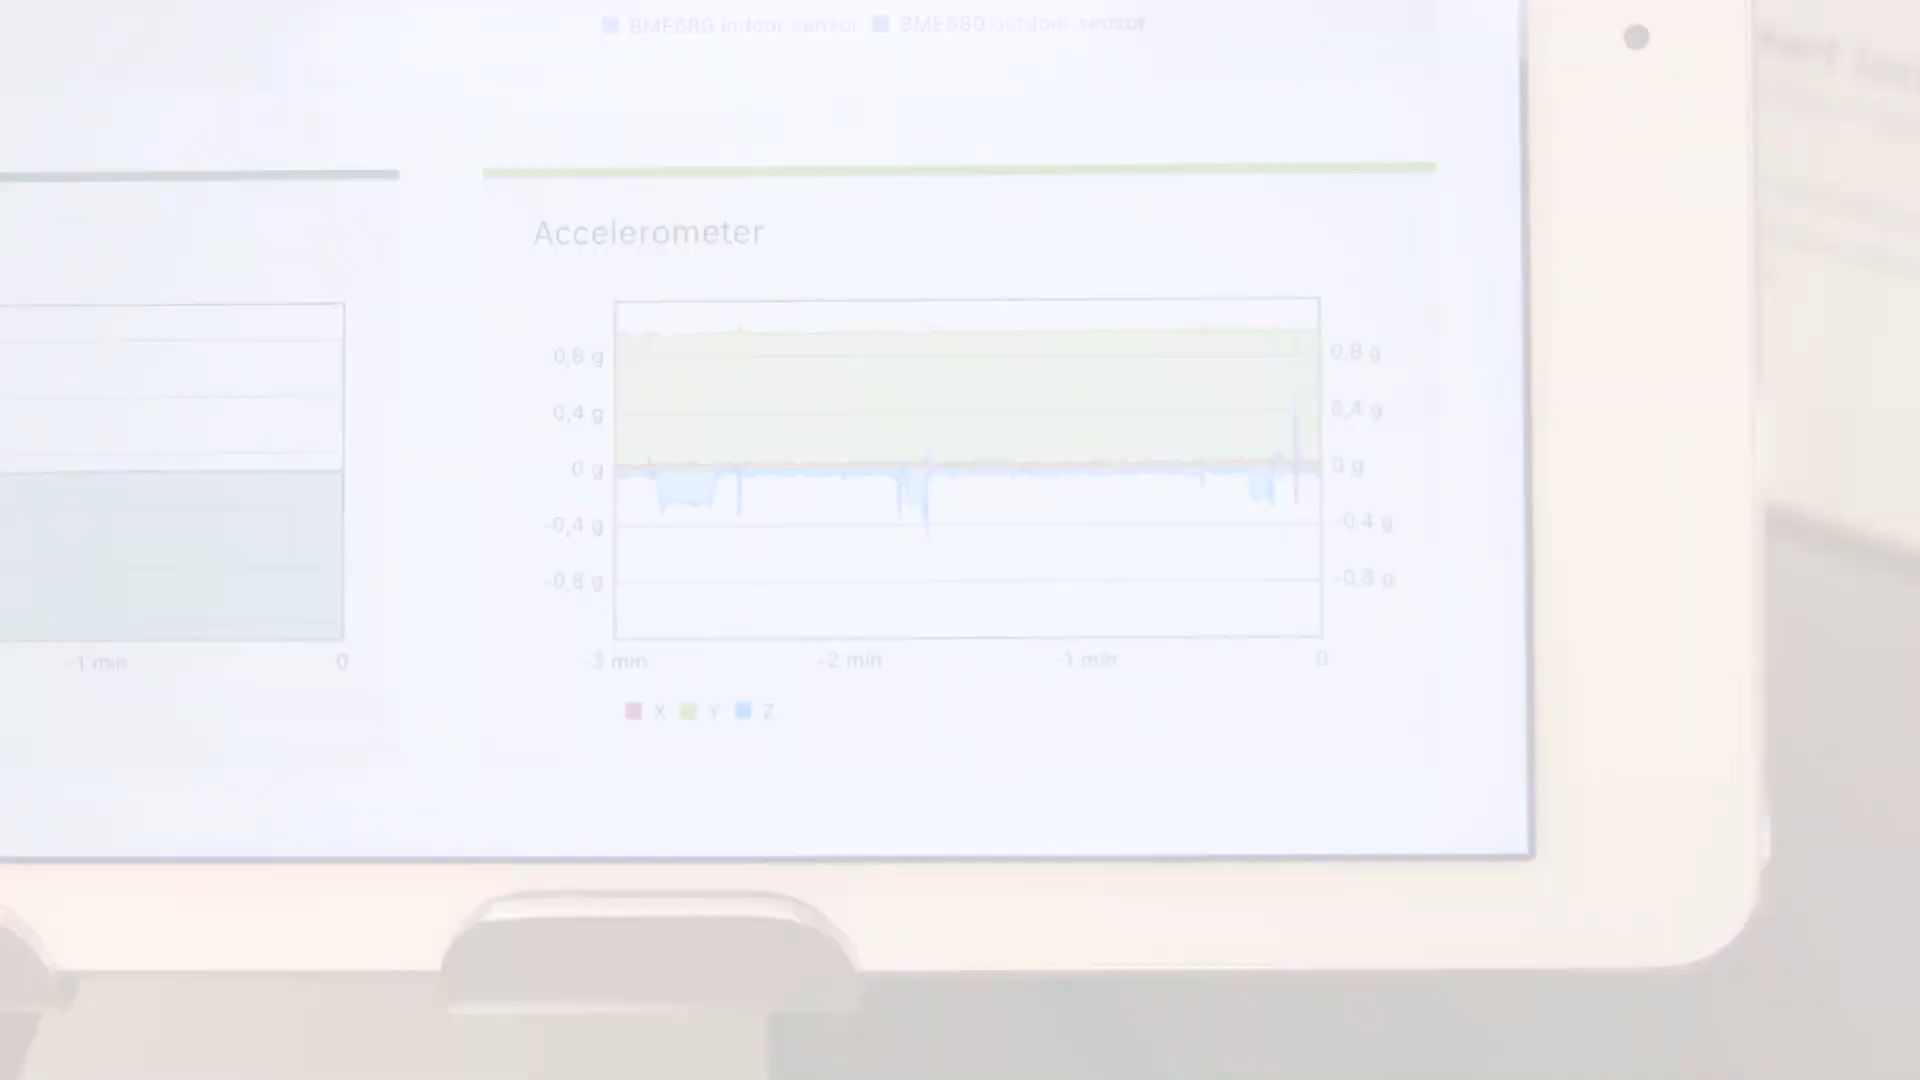 BME680 indoor sensor BME680 outdoor sensor
Accelerometer
0,8 g 0,8 g
0,4 g 0,4 g
0 g 0 g
-0,4 g -0,4 g
-0,8 g -0,8 g
-1 min 0
-3 min -2 min -1 min 0
X Y Z